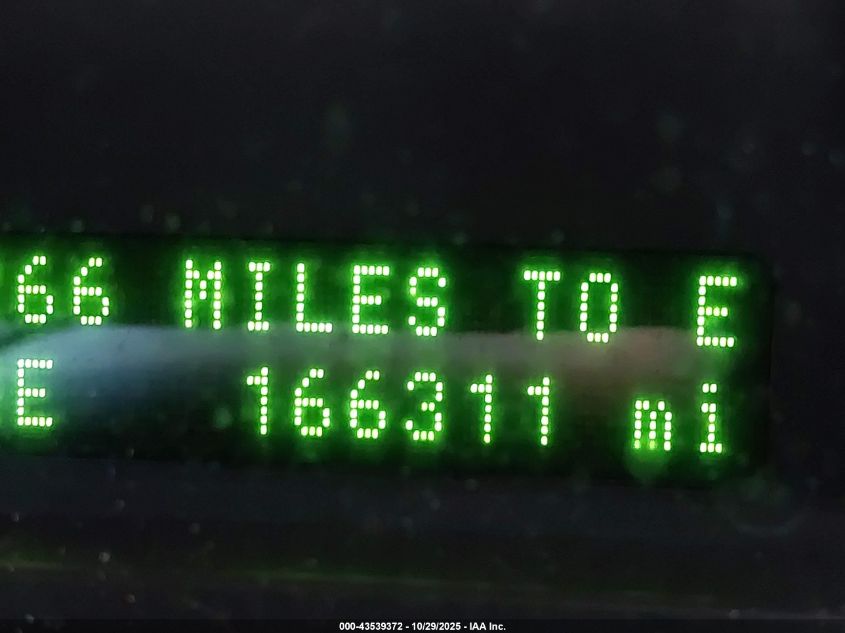 66 MILES TO E
E 166311 mi
000-43539372 - 10/29/2025 - IAA Inc.